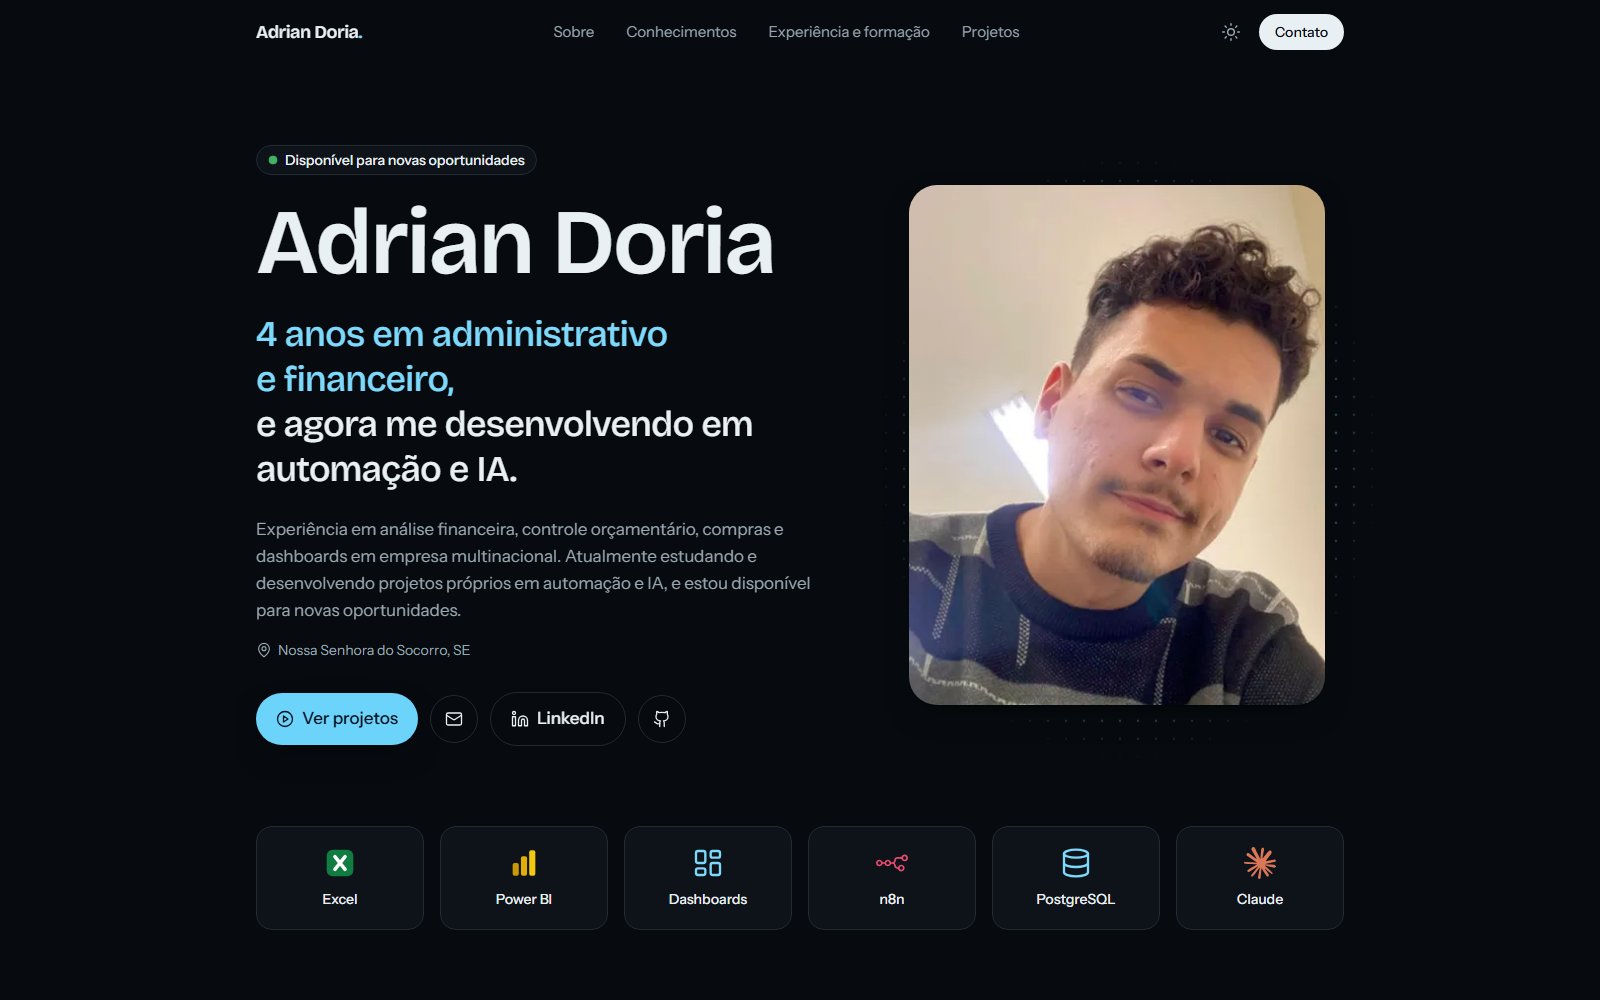 Adrian Doria.
Sobre
Conhecimentos
Experiência e formação
Projetos
Contato
Disponível para novas oportunidades
Adrian Doria
4 anos em administrativo
e financeiro,
e agora me desenvolvendo em
automação e IA.
Experiência em análise financeira, controle orçamentário, compras e
dashboards em empresa multinacional. Atualmente estudando e
desenvolvendo projetos próprios em automação e IA, e estou disponível
para novas oportunidades.
Nossa Senhora do Socorro, SE
Ver projetos
LinkedIn
Excel
Power BI
Dashboards
n8n
PostgreSQL
Claude